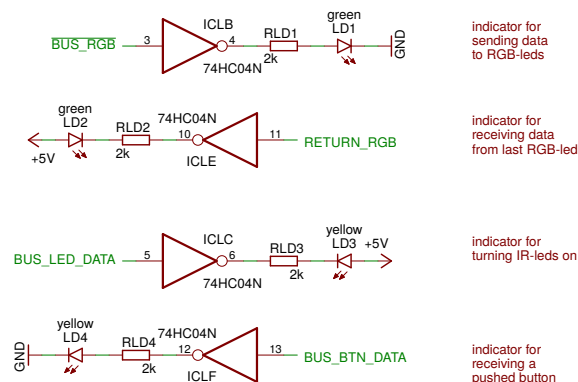 ICLB
green
LD1
indicator for
sending data
to RGB-leds
BUS_RGB
3
4
RLD1
2k
74HC04N
GND
green
LD2
74HC04N
RLD2
10
11
+5V
2k
ICLE
RETURN_RGB
indicator for
receiving data
from last RGB-led
ICLC
yellow
LD3
+5V
BUS_LED_DATA
5
6
RLD3
2k
74HC04N
indicator for
turning IR-leds on
yellow
LD4
74HC04N
GND
RLD4
12
13
2k
ICLF
BUS_BTN_DATA
indicator for
receiving a
pushed button